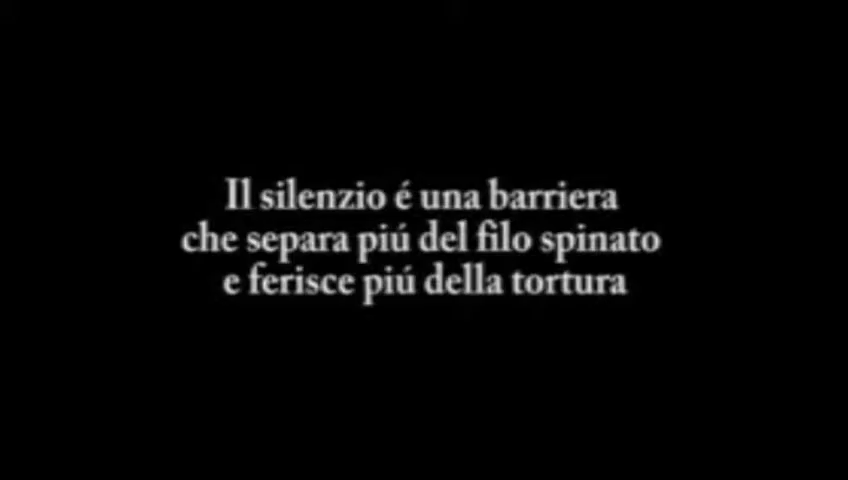 Il silenzio é una barriera
che separa piú del filo spinato
e ferisce piú della tortura